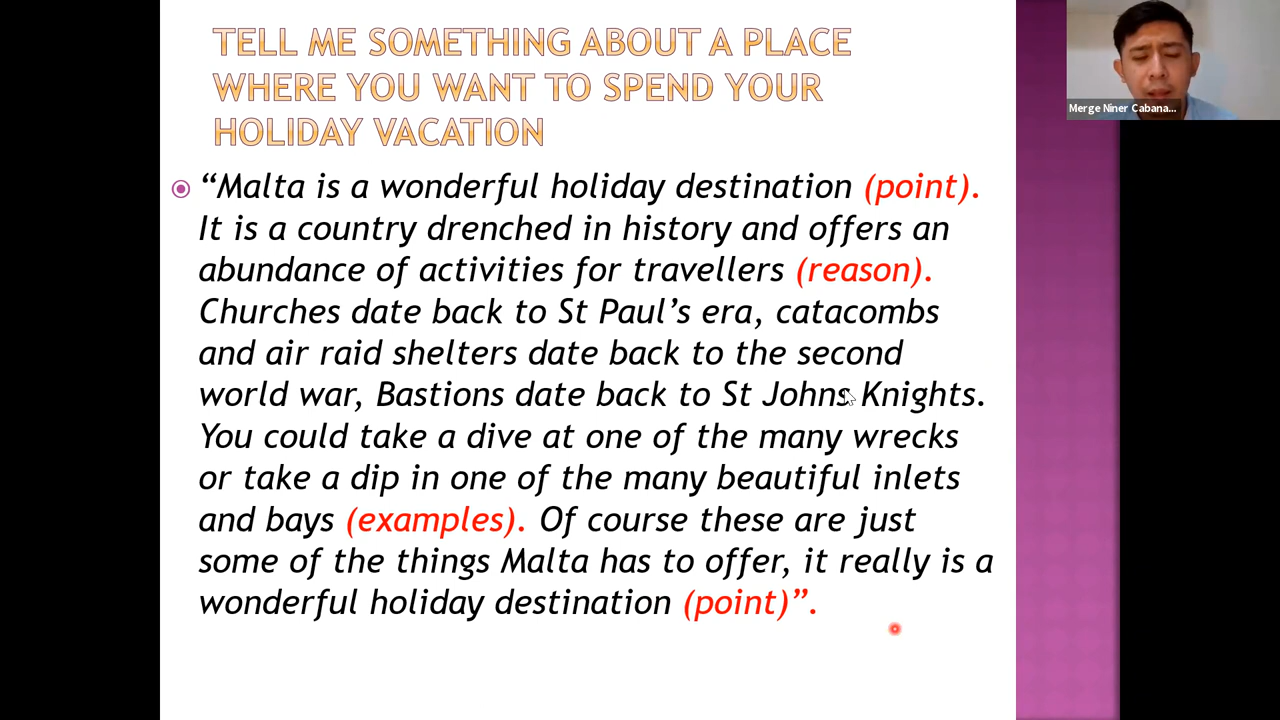 TELL ME SOMETHING ABOUT A PLACE
WHERE YOU WANT TO SPEND YOUR
HOLIDAY VACATION
“Malta is a wonderful holiday destination (point).
It is a country drenched in history and offers an
abundance of activities for travellers (reason).
Churches date back to St Paul’s era, catacombs
and air raid shelters date back to the second
world war, Bastions date back to St Johns Knights.
You could take a dive at one of the many wrecks
or take a dip in one of the many beautiful inlets
and bays (examples). Of course these are just
some of the things Malta has to offer, it really is a
wonderful holiday destination (point)”.
Merge Niner Cabana...